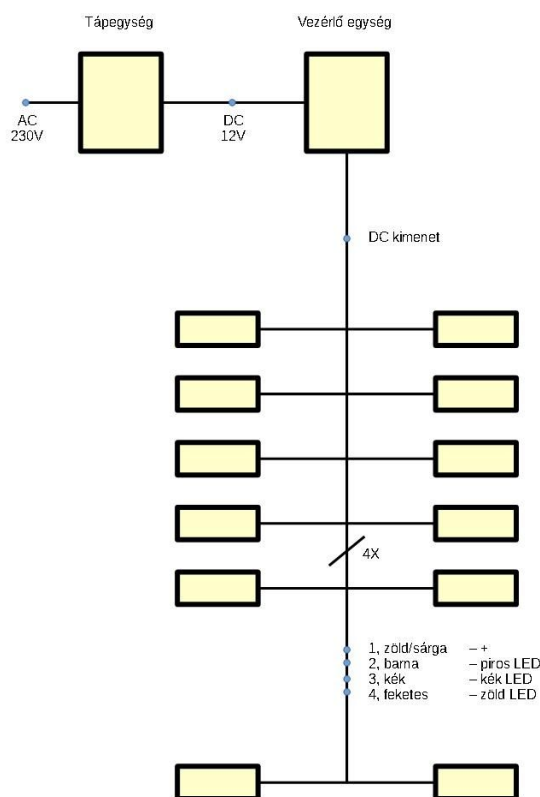 Tápegység
Vezérlő egység
AC
230V
DC
12V
DC kimenet
4X
1, zöld/sárga – +
2, barna – piros LED
3, kék – kék LED
4, feketes – zöld LED